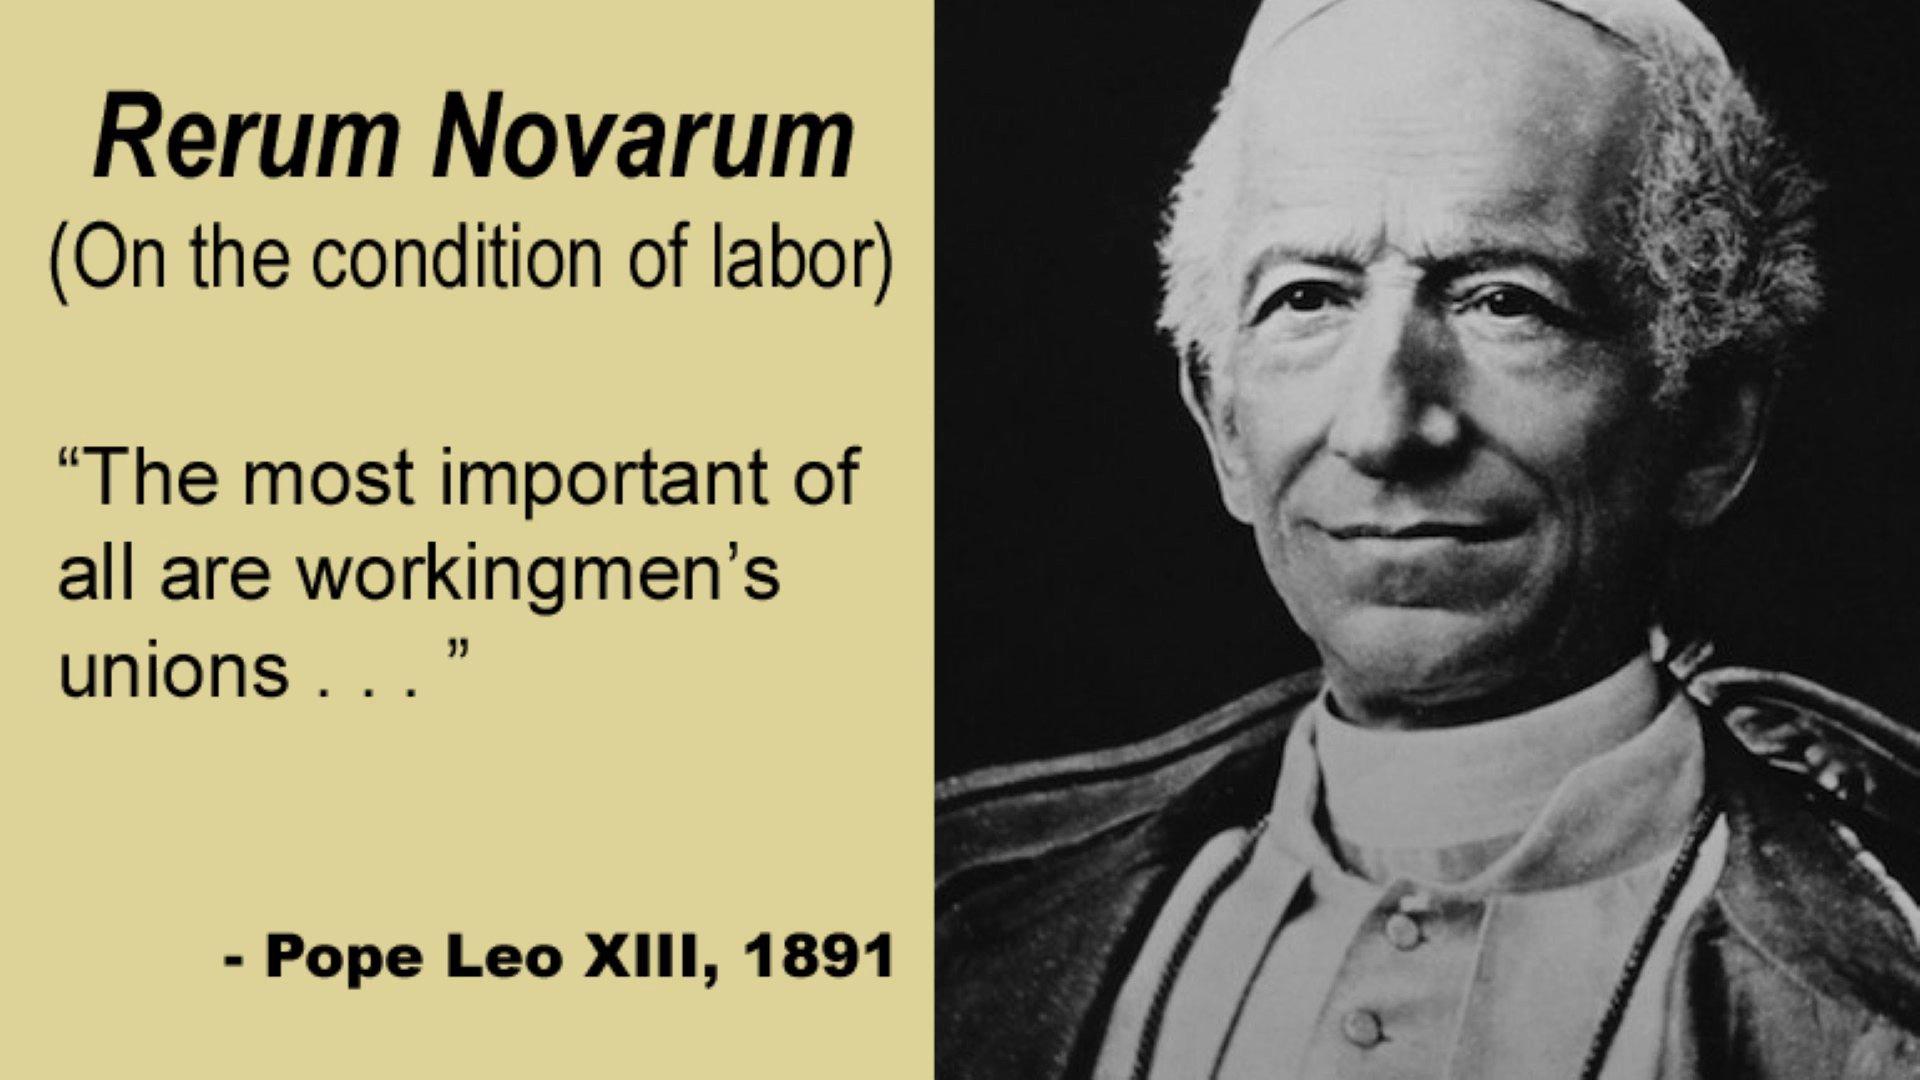 Rerum Novarum
(On the condition of labor)
“The most important of
all are workingmen’s
unions . . . ”
- Pope Leo XIII, 1891